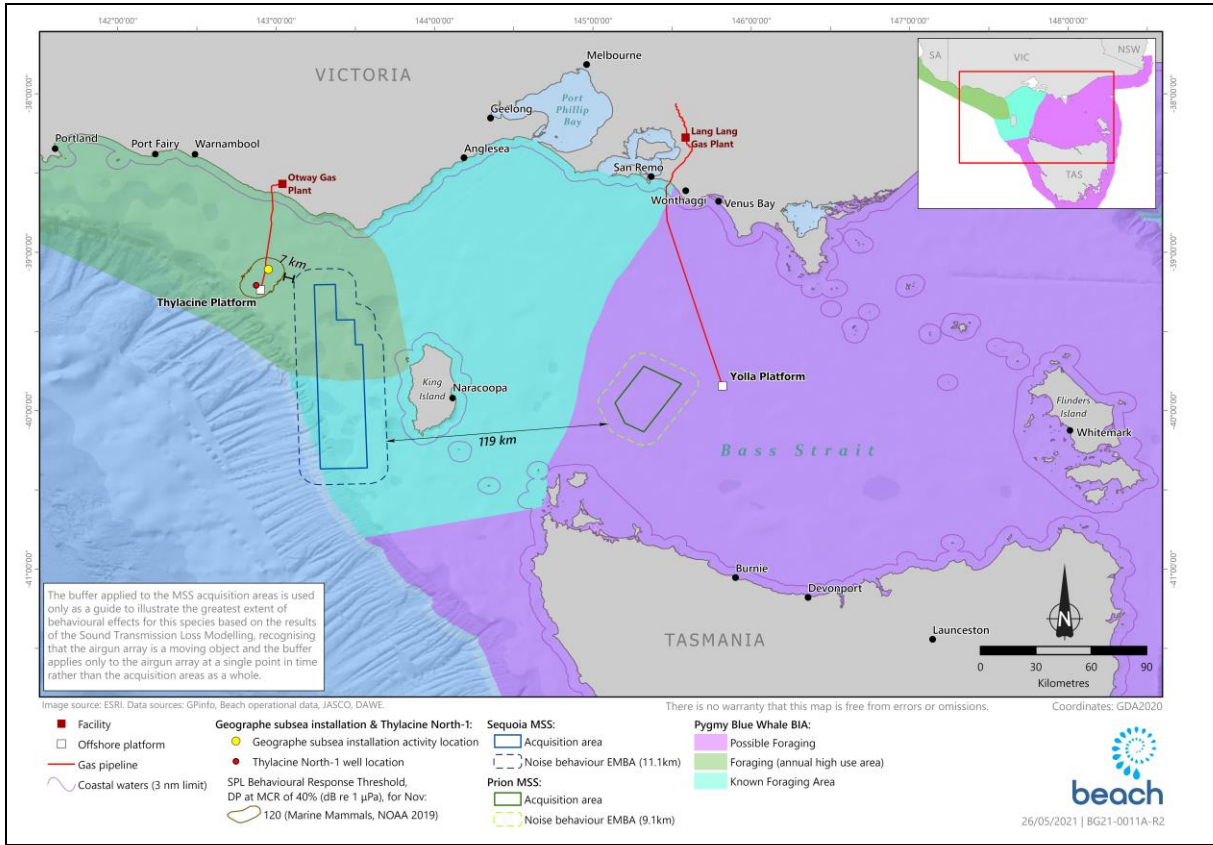 142°00'00" 143°00'00" 144°00'00" 145°00'00" 146°00'00" 147°00'00" 148°00'00"
SA
VIC
NSW
TAS
Melbourne
VICTORIA
-38°00'00"
-38°00'00"
Port
Phillip
Bay
Geelong
Lang Lang
Gas Plant
Portland
Port Fairy
Warnambool
Anglesea
San Remo
Otway Gas
Plant
Wonthaggi
Venus Bay
-39°00'00"
-39°00'00"
7 km
Thylacine Platform
King
Island
Naracoopa
Yolla Platform
Flinders
Island
Whitemark
-40°00'00"
-40°00'00"
119 km
Bass Strait
-41°00'00"
-41°00'00"
Burnie
Devonport
The buffer applied to the MSS acquisition areas is used
only as a guide to illustrate the greatest extent of
behavioural effects for this species based on the results
of the Sound Transmission Loss Modelling, recognising
that the airgun array is a moving object and the buffer
applies only to the airgun array at a single point in time
rather than the acquisition areas as a whole.
TASMANIA
Launceston
N
0 30 60 90
Kilometres
Image source: ESRI. Data sources: GPinfo, Beach operational data, JASCO, DAWE.
There is no warranty that this map is free from errors or omissions.
Coordinates: GDA2020
Facility
Offshore platform
Gas pipeline
Coastal waters (3 nm limit)
Geographe subsea installation & Thylacine North-1:
Geographe subsea installation activity location
Thylacine North-1 well location
SPL Behavioural Response Threshold,
DP at MCR of 40% (dB re 1 µPa), for Nov:
120 (Marine Mammals, NOAA 2019)
Sequoia MSS:
Acquisition area
Noise behaviour EMBA (11.1km)
Prion MSS:
Acquisition area
Noise behaviour EMBA (9.1km)
Pygmy Blue Whale BIA:
Possible Foraging
Foraging (annual high use area)
Known Foraging Area
beach
26/05/2021 | BG21-0011A-R2